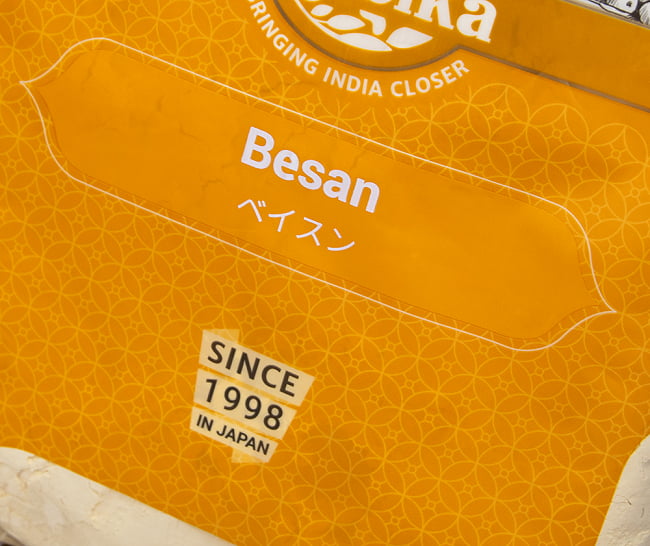 BRINGING INDIA CLOSER
Besan
ベイスン
SINCE
1998
IN JAPAN